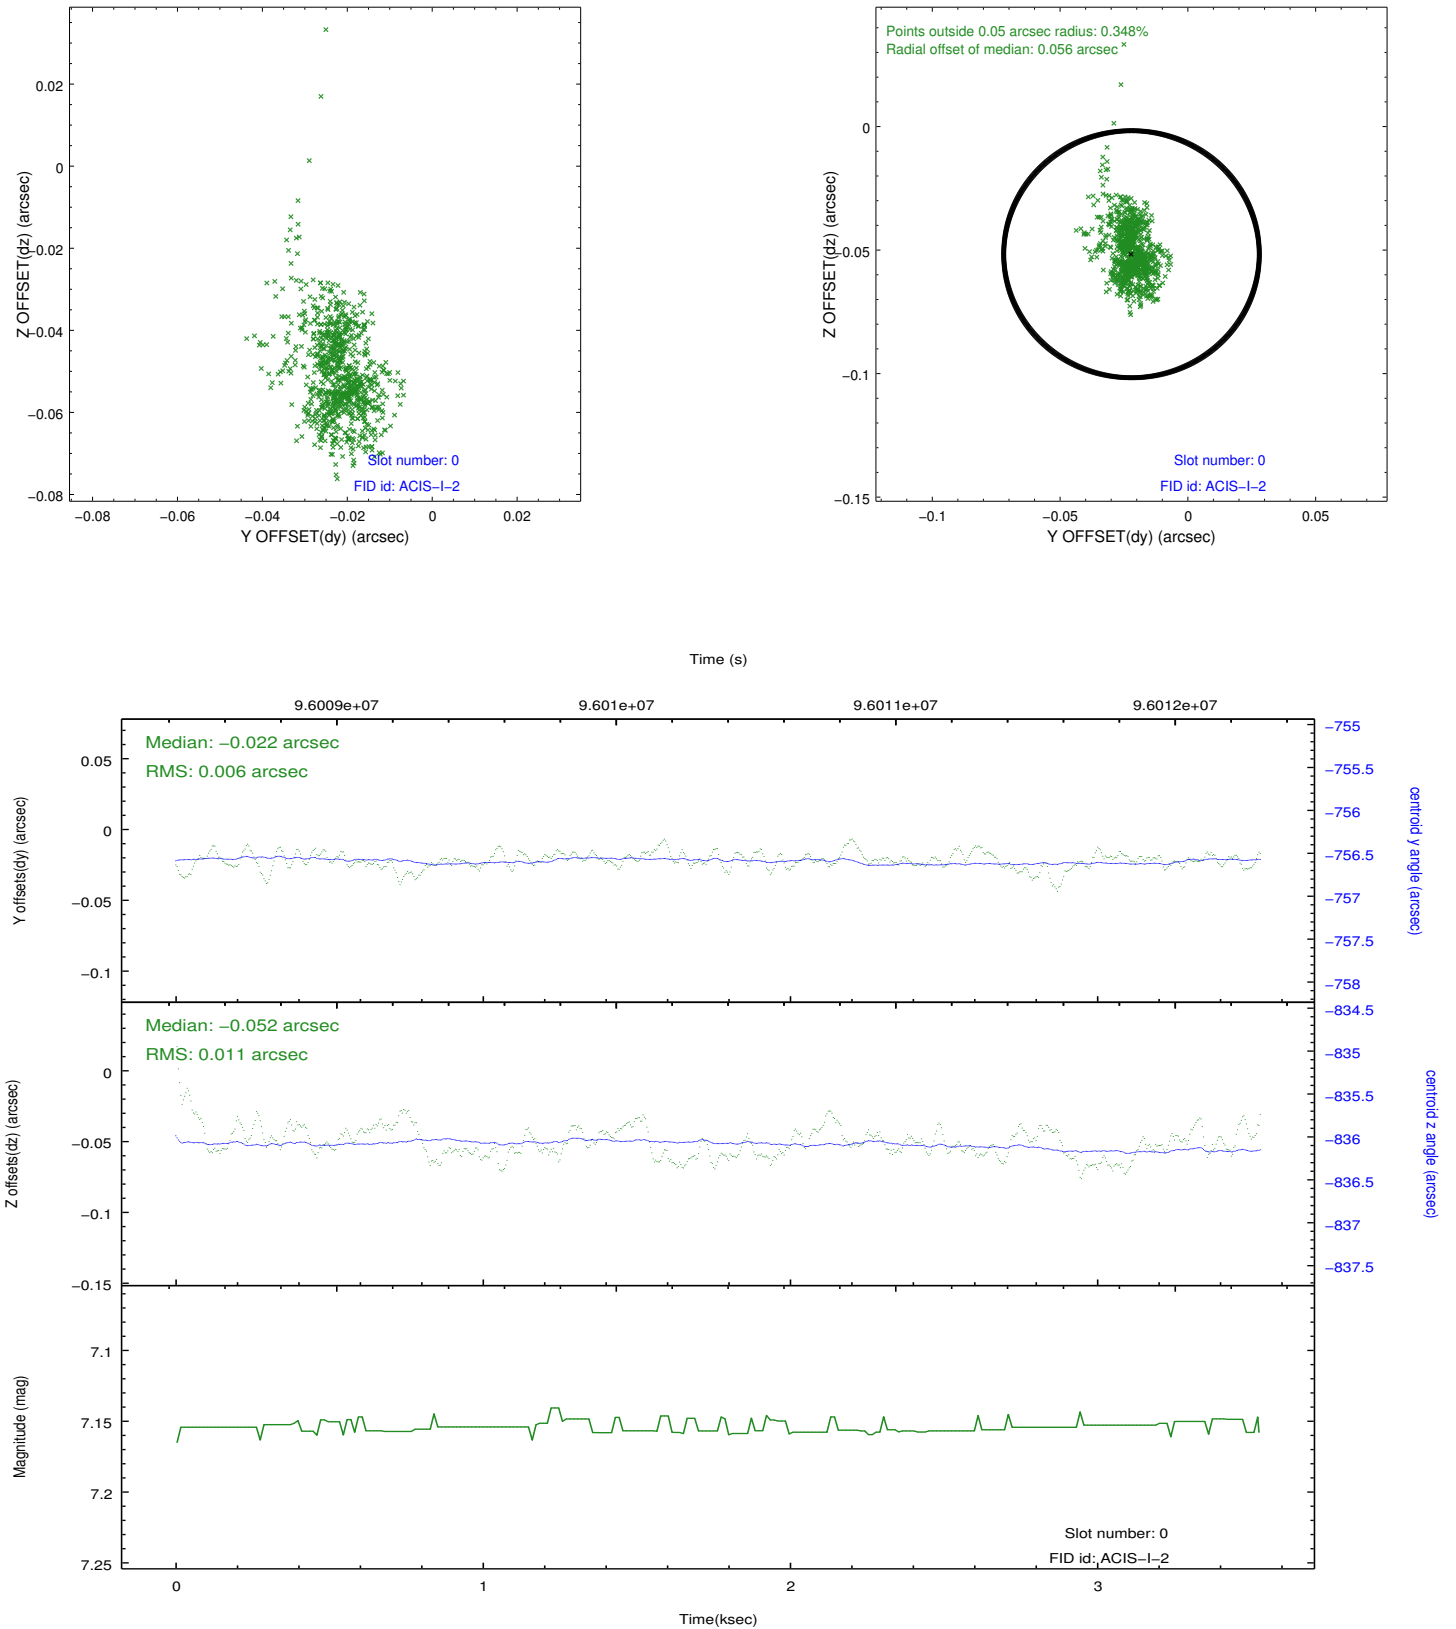 0.02
0
−0.02
−0.04
−0.06
−0.08
Z OFFSET(dz) (arcsec)
−0.08
−0.06
−0.04
−0.02
0
0.02
Y OFFSET(dy) (arcsec)
Slot number: 0
FID id: ACIS−I−2
Points outside 0.05 arcsec radius: 0.348%
Radial offset of median: 0.056 arcsec
0
−0.05
−0.1
−0.15
Z OFFSET(dz) (arcsec)
−0.1
−0.05
0
0.05
Y OFFSET(dy) (arcsec)
Slot number: 0
FID id: ACIS−I−2
Time (s)
9.6009e+07
9.601e+07
9.6011e+07
9.6012e+07
Median: −0.022 arcsec
RMS: 0.006 arcsec
0.05
0
−0.05
−0.1
Y offsets(dy) (arcsec)
−755
−755.5
−756
−756.5
−757
−757.5
−758
centroid y angle (arcsec)
Median: −0.052 arcsec
RMS: 0.011 arcsec
0
−0.05
−0.1
−0.15
Z offsets(dz) (arcsec)
−834.5
−835
−835.5
−836
−836.5
−837
−837.5
centroid z angle (arcsec)
7.1
7.15
7.2
7.25
Magnitude (mag)
Slot number: 0
FID id: ACIS−I−2
0
1
2
3
Time(ksec)